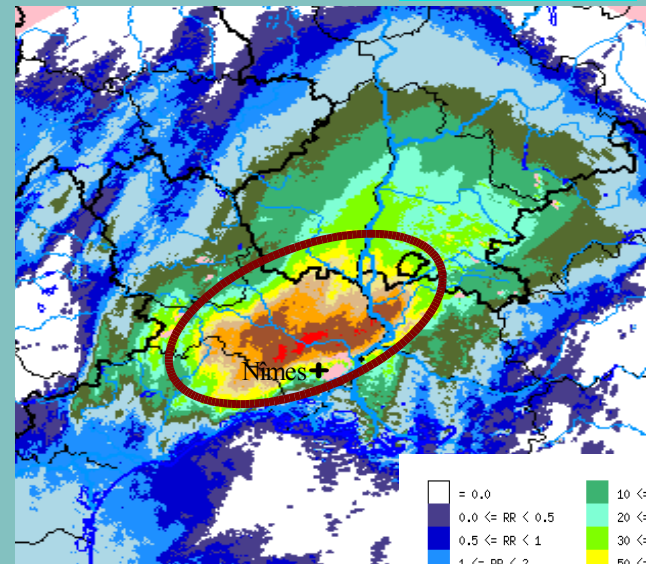 Nimes
= 0.0
0.0 <= RR < 0.5
0.5 <= RR < 1
10 <=
20 <=
30 <=